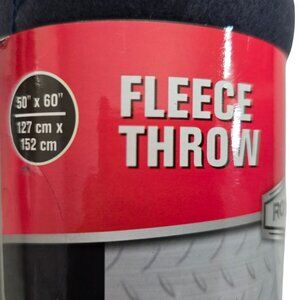 50" x 60"
127 cm x
152 cm
FLEECE
THROW